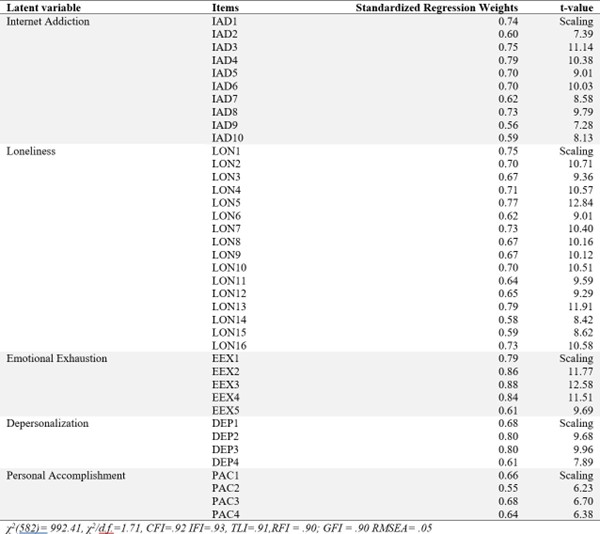 Latent variable Items Standardized Regression Weights t-value
Internet Addiction IAD1 0.74 Scaling
IAD2 0.60 7.39
IAD3 0.75 11.14
IAD4 0.79 10.38
IAD5 0.70 9.01
IAD6 0.70 10.03
IAD7 0.62 8.58
IAD8 0.73 9.79
IAD9 0.56 7.28
IAD10 0.59 8.13
Loneliness LON1 0.75 Scaling
LON2 0.70 10.71
LON3 0.67 9.36
LON4 0.71 10.57
LON5 0.77 12.84
LON6 0.62 9.01
LON7 0.73 10.40
LON8 0.67 10.16
LON9 0.67 10.12
LON10 0.70 10.51
LON11 0.64 9.59
LON12 0.65 9.29
LON13 0.79 11.91
LON14 0.58 8.42
LON15 0.59 8.62
LON16 0.73 10.58
Emotional Exhaustion EEX1 0.79 Scaling
EEX2 0.86 11.77
EEX3 0.88 12.58
EEX4 0.84 11.51
EEX5 0.61 9.69
Depersonalization DEP1 0.68 Scaling
DEP2 0.80 9.68
DEP3 0.80 9.96
DEP4 0.61 7.89
Personal Accomplishment PAC1 0.66 Scaling
PAC2 0.55 6.23
PAC3 0.68 6.70
PAC4 0.64 6.38
χ²(582)= 992.41, χ²/d.f.=1.71, CFI=.92 IFI=.93, TLI=.91,RFI = .90; GFI = .90 RMSEA= .05